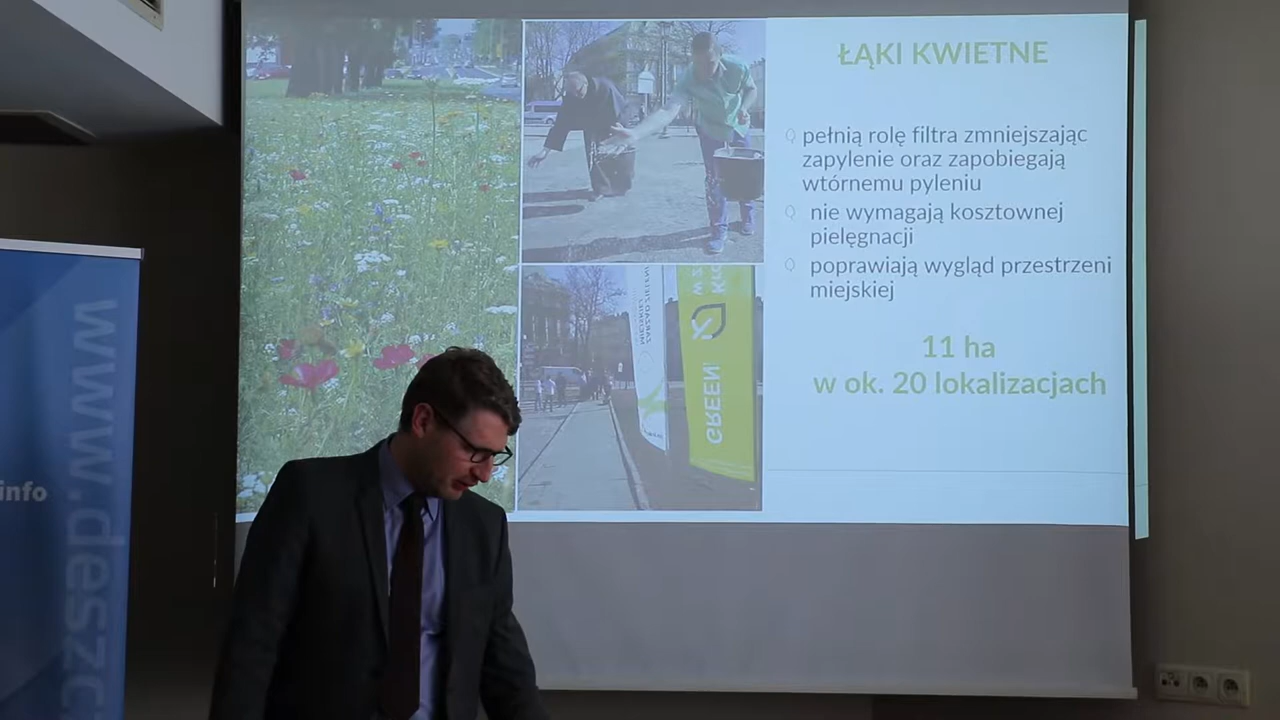 ŁĄKI KWIETNE
pełnią rolę filtra zmniejszając
zapylenie oraz zapobiegają
wtórnemu pyleniu
nie wymagają kosztownej
pielęgnacji
poprawiają wygląd przestrzeni
miejskiej
11 ha
w ok. 20 lokalizacjach
GREEN!
info
www.deszcz